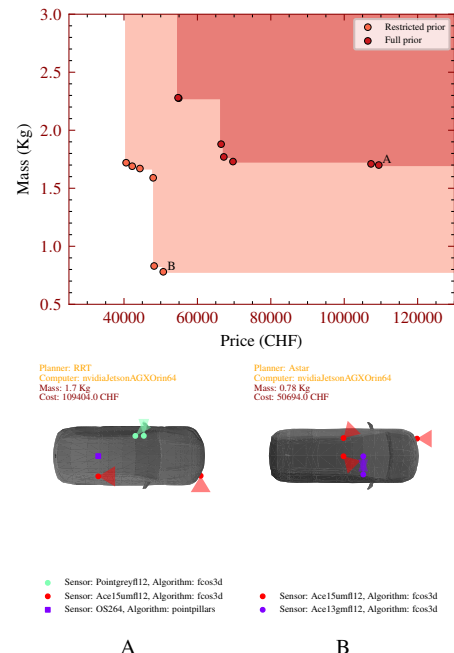 3.0
2.5
2.0
1.5
1.0
0.5
Mass (Kg)
Restricted prior
Full prior
A
B
40000 60000 80000 100000 120000
Price (CHF)
Planner: RRT
Computer: nvidiaJetsonAGXOrin64
Mass: 1.7 Kg
Cost: 109404.0 CHF
Planner: Astar
Computer: nvidiaJetsonAGXOrin64
Mass: 0.78 Kg
Cost: 50694.0 CHF
Sensor: Pointgreyfl12, Algorithm: fcos3d
Sensor: Ace15umfl12, Algorithm: fcos3d
Sensor: OS264, Algorithm: pointpillars
Sensor: Ace15umfl12, Algorithm: fcos3d
Sensor: Ace13gmfl12, Algorithm: fcos3d
A
B